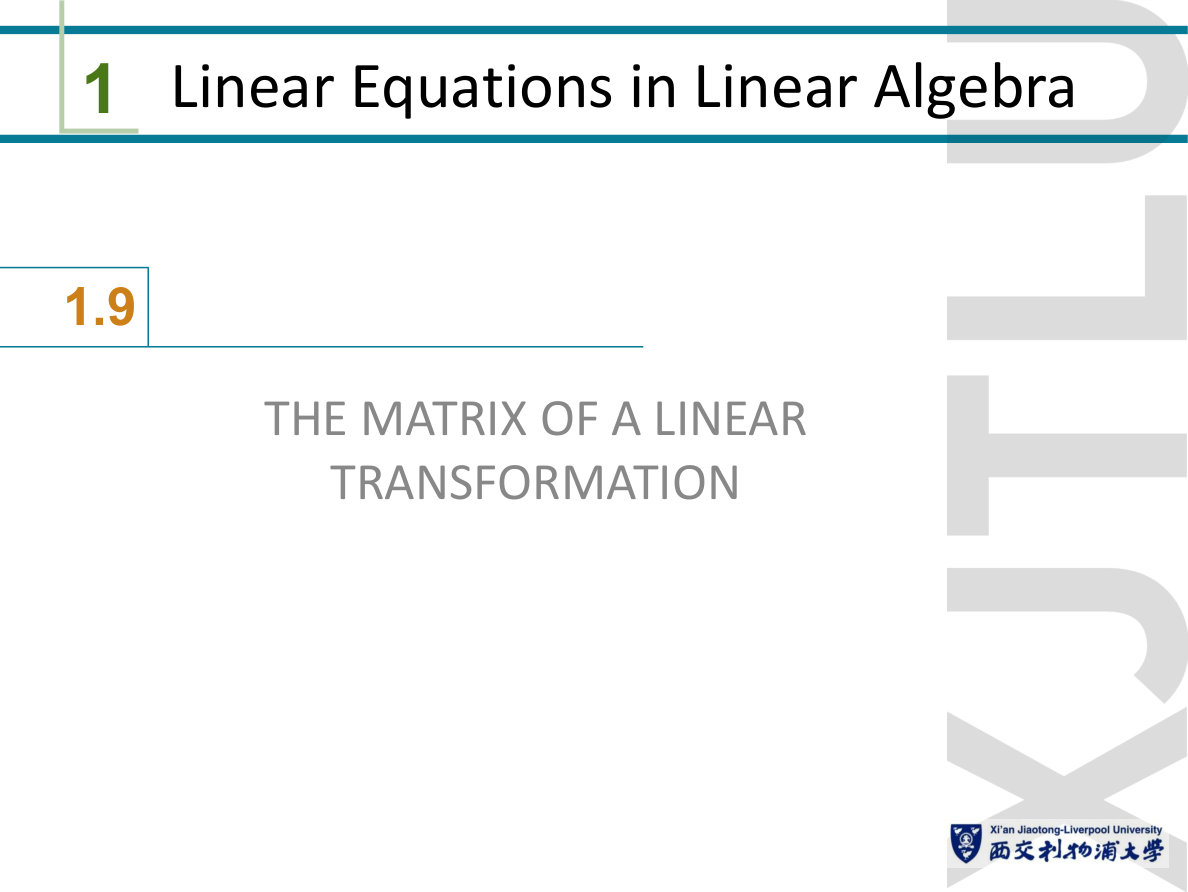 1 Linear Equations in Linear Algebra
1.9
THE MATRIX OF A LINEAR
TRANSFORMATION
XJTLU
Xi'an Jiaotong-Liverpool University
西交利物浦大學